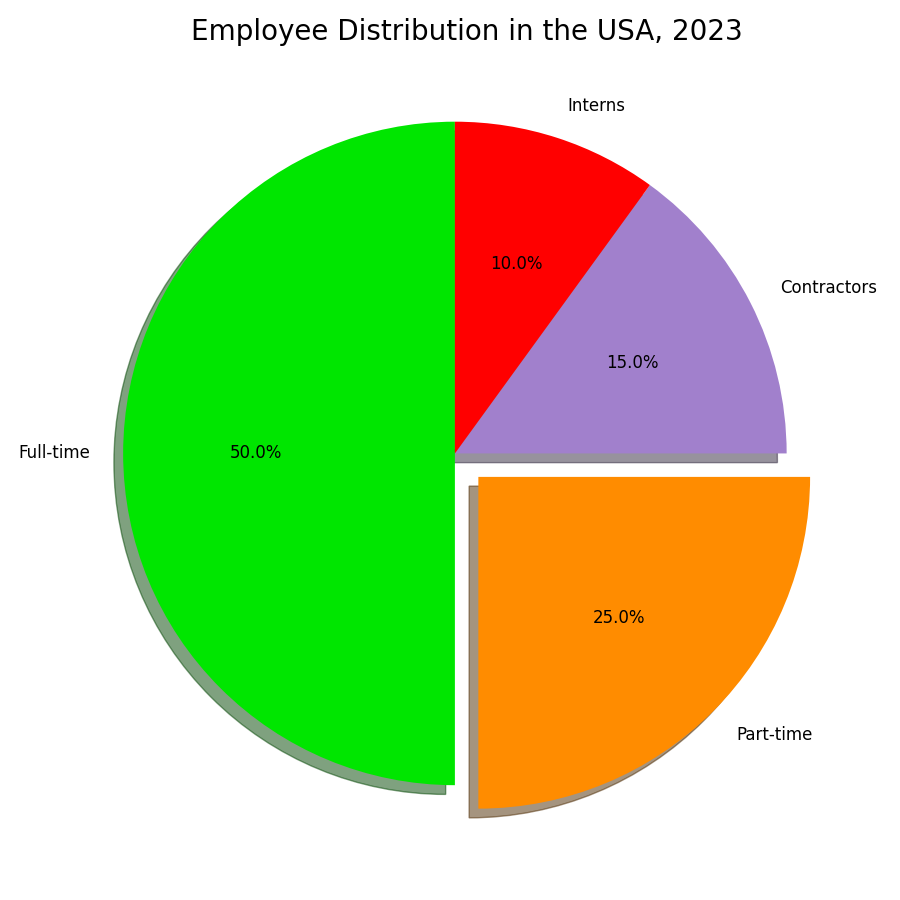 Employee Distribution in the USA, 2023
Interns
10.0%
Contractors
15.0%
Full-time
50.0%
25.0%
Part-time